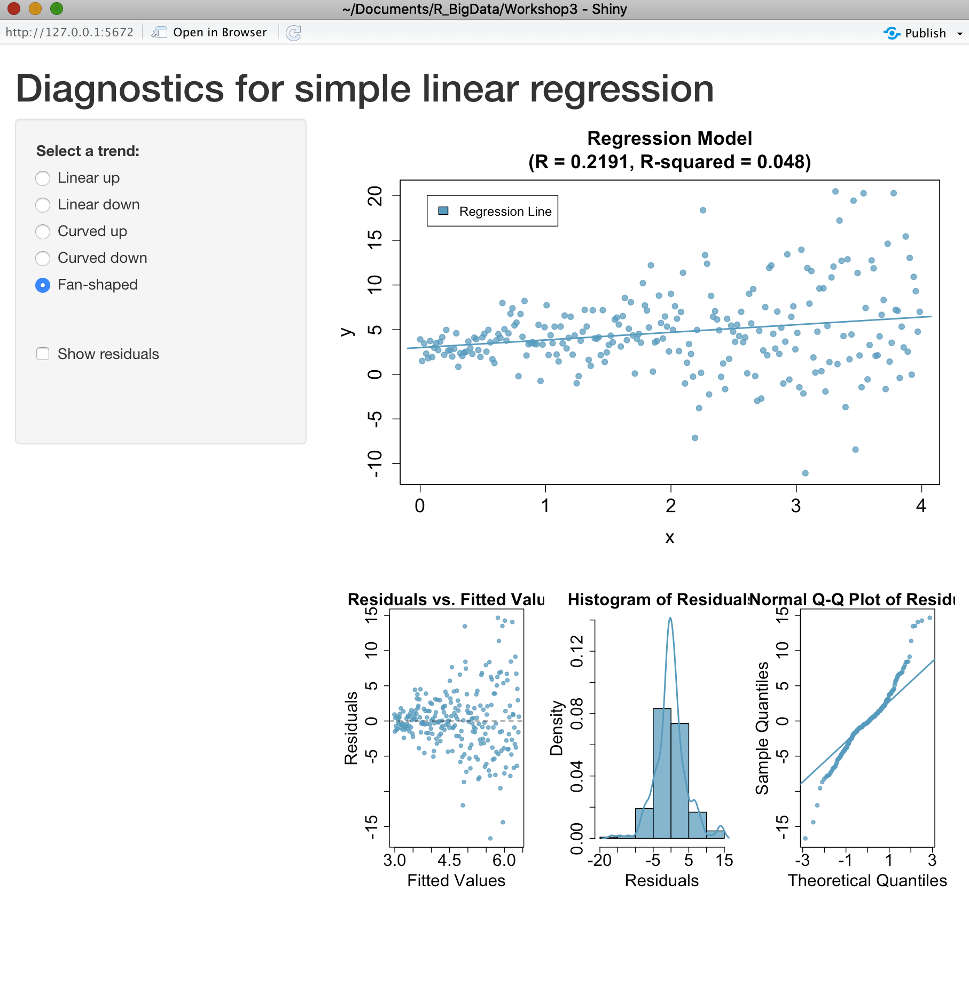 ~/Documents/R_BigData/Workshop3 - Shiny
http://127.0.0.1:5672
Open in Browser
Publish
Diagnostics for simple linear regression
Select a trend:
Linear up
Linear down
Curved up
Curved down
Fan-shaped
Show residuals
Regression Model
(R = 0.2191, R-squared = 0.048)
Regression Line
y
20
15
10
5
0
-5
-10
0 1 2 3 4
x
Residuals vs. Fitted Valu
Residuals
15
10
5
0
-5
-15
3.0 4.5 6.0
Fitted Values
Histogram of Residuals
Density
0.12
0.08
0.04
0.00
-20 -5 5 15
Residuals
Normal Q-Q Plot of Residu
Sample Quantiles
15
10
5
0
-5
-15
-3 -1 1 3
Theoretical Quantiles